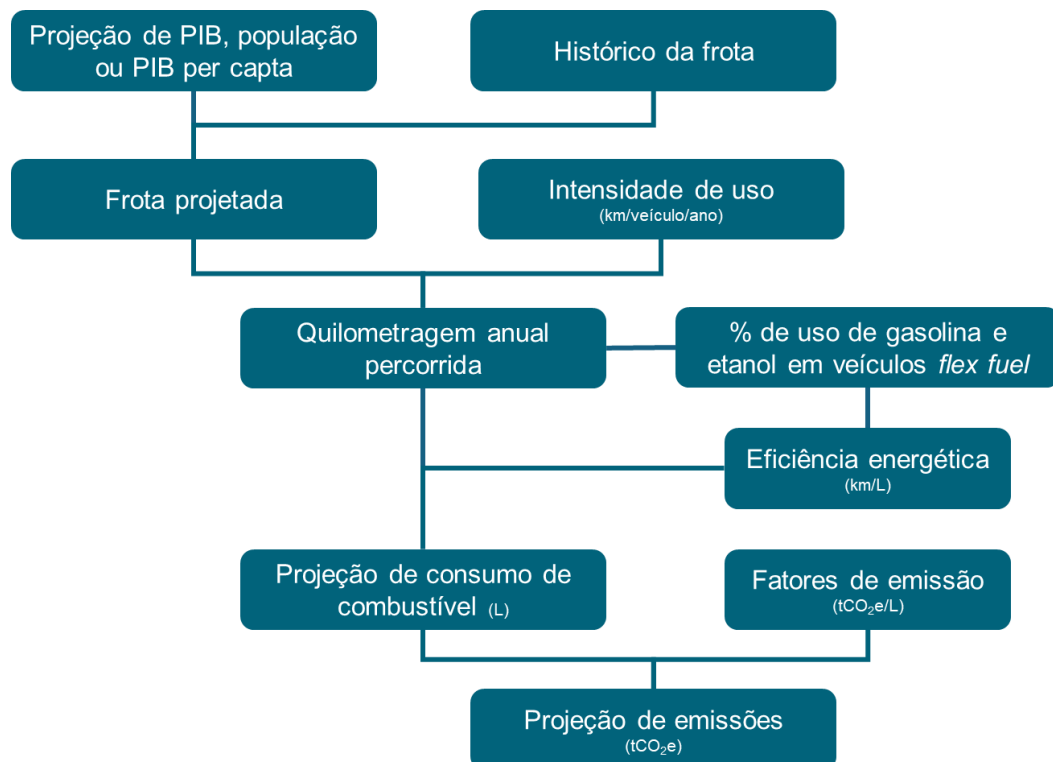 Projeção de PIB, população
ou PIB per capta
Histórico da frota
Frota projetada
Intensidade de uso
(km/veículo/ano)
Quilometragem anual
percorrida
% de uso de gasolina e
etanol em veículos flex fuel
Eficiência energética
(km/L)
Projeção de consumo de
combustível (L)
Fatores de emissão
(tCO₂e/L)
Projeção de emissões
(tCO₂e)